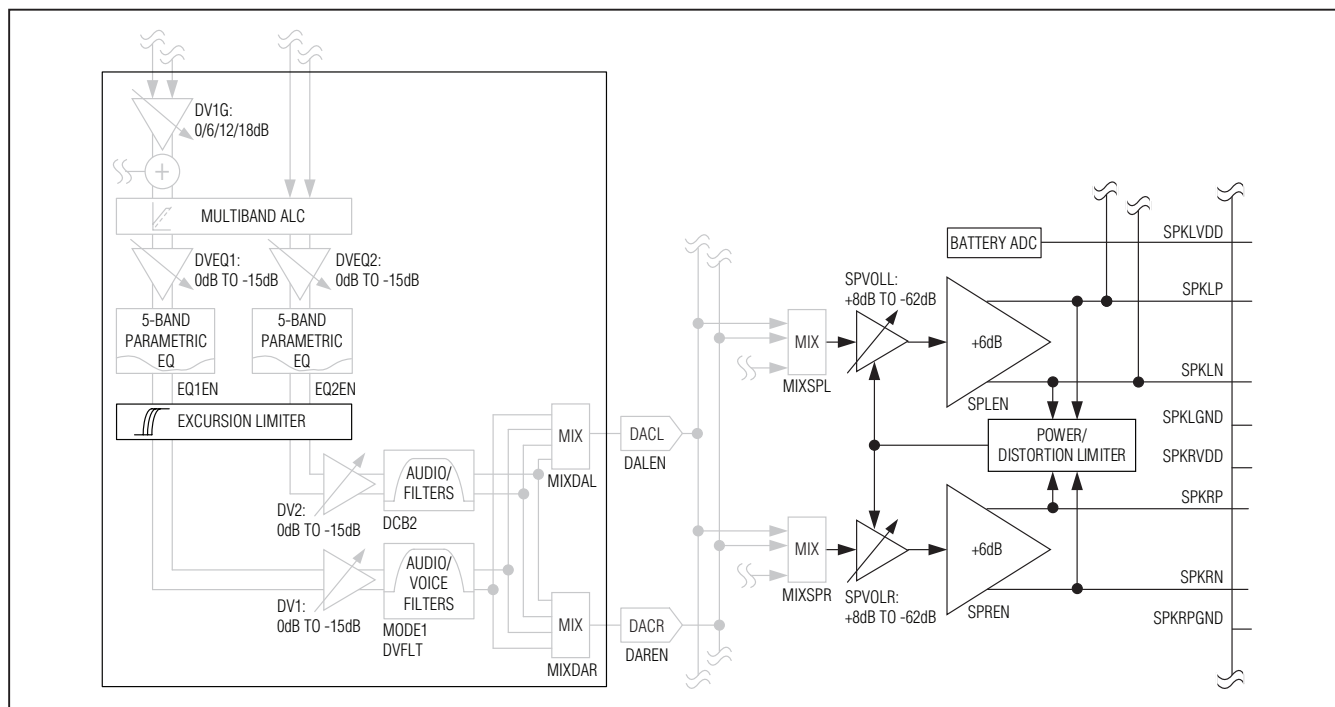 DV1G:
0/6/12/18dB
+
MULTIBAND ALC
DVEQ1:
0dB TO -15dB
DVEQ2:
0dB TO -15dB
5-BAND
PARAMETRIC
EQ
5-BAND
PARAMETRIC
EQ
EQ1EN
EQ2EN
EXCURSION LIMITER
DV2:
0dB TO -15dB
AUDIO/
FILTERS
DCB2
DV1:
0dB TO -15dB
AUDIO/
VOICE
FILTERS
MODE1
DVFLT
MIX
MIXDAL
MIX
MIXDAR
DACL
DALEN
DACR
DAREN
MIX
MIXSPL
MIX
MIXSPR
SPVOLL:
+8dB TO -62dB
SPVOLR:
+8dB TO -62dB
BATTERY ADC
+6dB
SPLEN
POWER/
DISTORTION LIMITER
+6dB
SPREN
SPKLVDD
SPKLP
SPKLN
SPKLGND
SPKRVDD
SPKRP
SPKRN
SPKRPGND